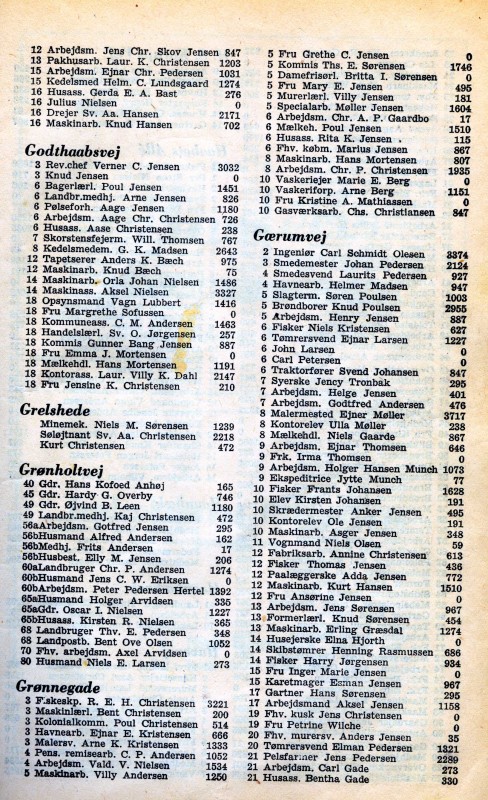 12 Arbejdsm. Jens Chr. Skov Jensen 847
13 Pakhusarb. Laur. K. Christensen 1203
15 Arbejdsm. Ejnar Chr. Pedersen 1031
15 Kedelsmed Helm. C. Lundsgaard 1274
16 Husass. Gerda E. A. Bast 276
16 Julius Nielsen 0
16 Drejer Sv. Aa. Hansen 2171
16 Maskinarb. Knud Hansen 702
Godthaabsvej
3 Rev.chef Verner C. Jensen 3032
3 Knud Jensen 0
6 Bagerlærl. Poul Jensen 1451
6 Landbr.medhj. Arne Jensen 826
6 Pølseforh. Aage Jensen 1180
6 Arbejdsm. Aage Chr. Christensen 726
6 Husass. Aase Christensen 238
7 Skorstensfejerm. Will. Thomsen 767
8 Kedelsmedem. G. K. Madsen 2643
12 Tapetserer Anders K. Bæch 975
12 Maskinarb. Knud Bæch 75
14 Maskinarb. Orla Johan Nielsen 1486
14 Maskinass. Aksel Nielsen 3327
18 Opsynsmand Vagn Lubbert 1416
18 Fru Margrethe Sofussen 0
18 Kommuneass. C. M. Andersen 1463
18 Handelslærl. Sv. O. Jørgensen 257
18 Kommis Gunner Bang Jensen 887
18 Fru Emma J. Mortensen 0
18 Mælkehdl. Hans Mortensen 1191
18 Kontorass. Laur. Villy K. Dahl 2147
18 Fru Jensine K. Christensen 210
Grelshede
Minemek. Niels M. Sørensen 1239
Seløjtnant Sv. Aa. Christensen 2218
Kurt Christensen 472
Grønholtvej
40 Gdr. Hans Kofoed Anhøj 165
45 Gdr. Hardy G. Overby 746
49 Gdr. Øjvind B. Leen 1180
49 Landbr.medhj. Kaj Christensen 472
56aArbejdsm. Gotfred Jensen 295
56bHusmand Alfred Andersen 162
56bMedhj. Frits Andersen 17
56bHusbest. Elly M. Jensen 206
60aLandbruger Chr. P. Andersen 1274
60bHusmand Jens C. W. Eriksen 0
60bArbejdsm. Peter Pedersen Hertel 1392
65aHusmand Holger Arvidsen 335
65aGdr. Oscar I. Nielsen 1227
65bHusass. Kirsten R. Nielsen 365
68 Landbruger Thv. E. Pedersen 348
68 Landpostb. Bent Ove Olsen 1052
70 Fhv. arbejdsm. Axel Arvidsen 0
80 Husmand Niels E. Larsen 273
Grønnegade
3 F.skeskp. R. E. H. Christensen 3221
3 Maskinlærl. Bent Christensen 200
3 Kolonialkomm. Poul Christensen 514
3 Havnearb. Ejnar E. Kristensen 666
3 Malersv. Arne K. Kristensen 1333
4 Pens. remisearb. C. P. Andersen 1052
4 Arbejdsm. Vald. V. Nielsen 1534
5 Maskinarb. Villy Andersen 1250
5 Fru Grethe C. Jensen 0
5 Kommis Ths. E. Sørensen 1746
5 Damefrisørl. Britta I. Sørensen 0
5 Fru Mary E. Jensen 495
5 Murerlærl. Villy Jensen 181
5 Specialarb. Møller Jensen 1604
6 Arbejdsm. Chr. A. P. Gaardbo 17
6 Mælkeh. Poul Jensen 1510
6 Husass. Rita K. Jensen 115
6 Fhv. købm. Marius Jensen 867
8 Maskinarb. Hans Mortensen 807
8 Arbejdsm. Chr. P. Christensen 1935
10 Vaskeriejer Marie E. Berg 0
10 Vaskeriforp. Arne Berg 1151
10 Fru Kristine A. Mathiassen 0
10 Gasværksarb. Chs. Christiansen 847
Gærumvej
2 Ingeniør Carl Schmidt Olesen 3374
3 Smedemester Johan Pedersen 2124
4 Smedesvend Laurits Pedersen 927
4 Havnearb. Helmer Madsen 947
5 Slagterm. Søren Poulsen 1003
5 Brøndborer Knud Poulsen 2955
5 Arbejdsm. Henry Jensen 887
6 Fisker Niels Kristensen 627
6 Tømrersvend Ejnar Larsen 1227
6 John Larsen 0
6 Carl Petersen 0
6 Traktorfører Svend Johansen 847
7 Syerske Jency Tronbak 295
7 Arbejdsm. Helge Jensen 401
7 Arbejdsm. Godtfred Andersen 476
8 Malermested Ejner Møller 3717
8 Kontorelev Ulla Møller 238
8 Mælkehdl. Niels Gaarde 867
9 Arbejdsm. Ejnar Thomsen 646
9 Frk. Irma Thomsen 0
9 Arbejdsm. Holger Hansen Munch 1073
9 Ekspeditrice Jytte Munch 77
10 Fisker Frants Johansen 1628
10 Elev Kirsten Johansen 191
10 Skrædermester Anker Jensen 495
10 Kontorelev Ole Jensen 191
10 Maskinarb. Asger Jensen 348
11 Vognmand Niels Olsen 59
12 Fabriksarb. Annine Christensen 613
12 Fisker Thomas Jensen 436
12 Paalæggerske Adda Jensen 772
12 Maskinarb. Kurt Hansen 1510
12 Fru Ansørine Jensen 0
13 Arbejdsm. Jens Jensen 967
13 Formerlærl. Knud Sørensen 454
13 Maskinarb. Erling Græsdal 1274
14 Husejerske Elna Hjorth 0
14 Skibstømrer Henning Rasmussen 686
14 Fisker Harry Jørgensen 934
15 Fru Inger Marie Jensen 0
15 Karetmager Esman Jensen 967
17 Gartner Hans Sørensen 295
17 Arbejdsmand Aksel Jensen 1158
19 Fhv. kusk Jens Christensen 0
19 Fru Petrine Wilche 0
20 Fhv. murersv. Anders Jensen 35
20 Tømrersvend Elman Pedersen 1321
21 Pelsfarmer Jens Pedersen 2289
21 Arbejdsm. Carl Gade 273
21 Husass. Bentha Gade 330